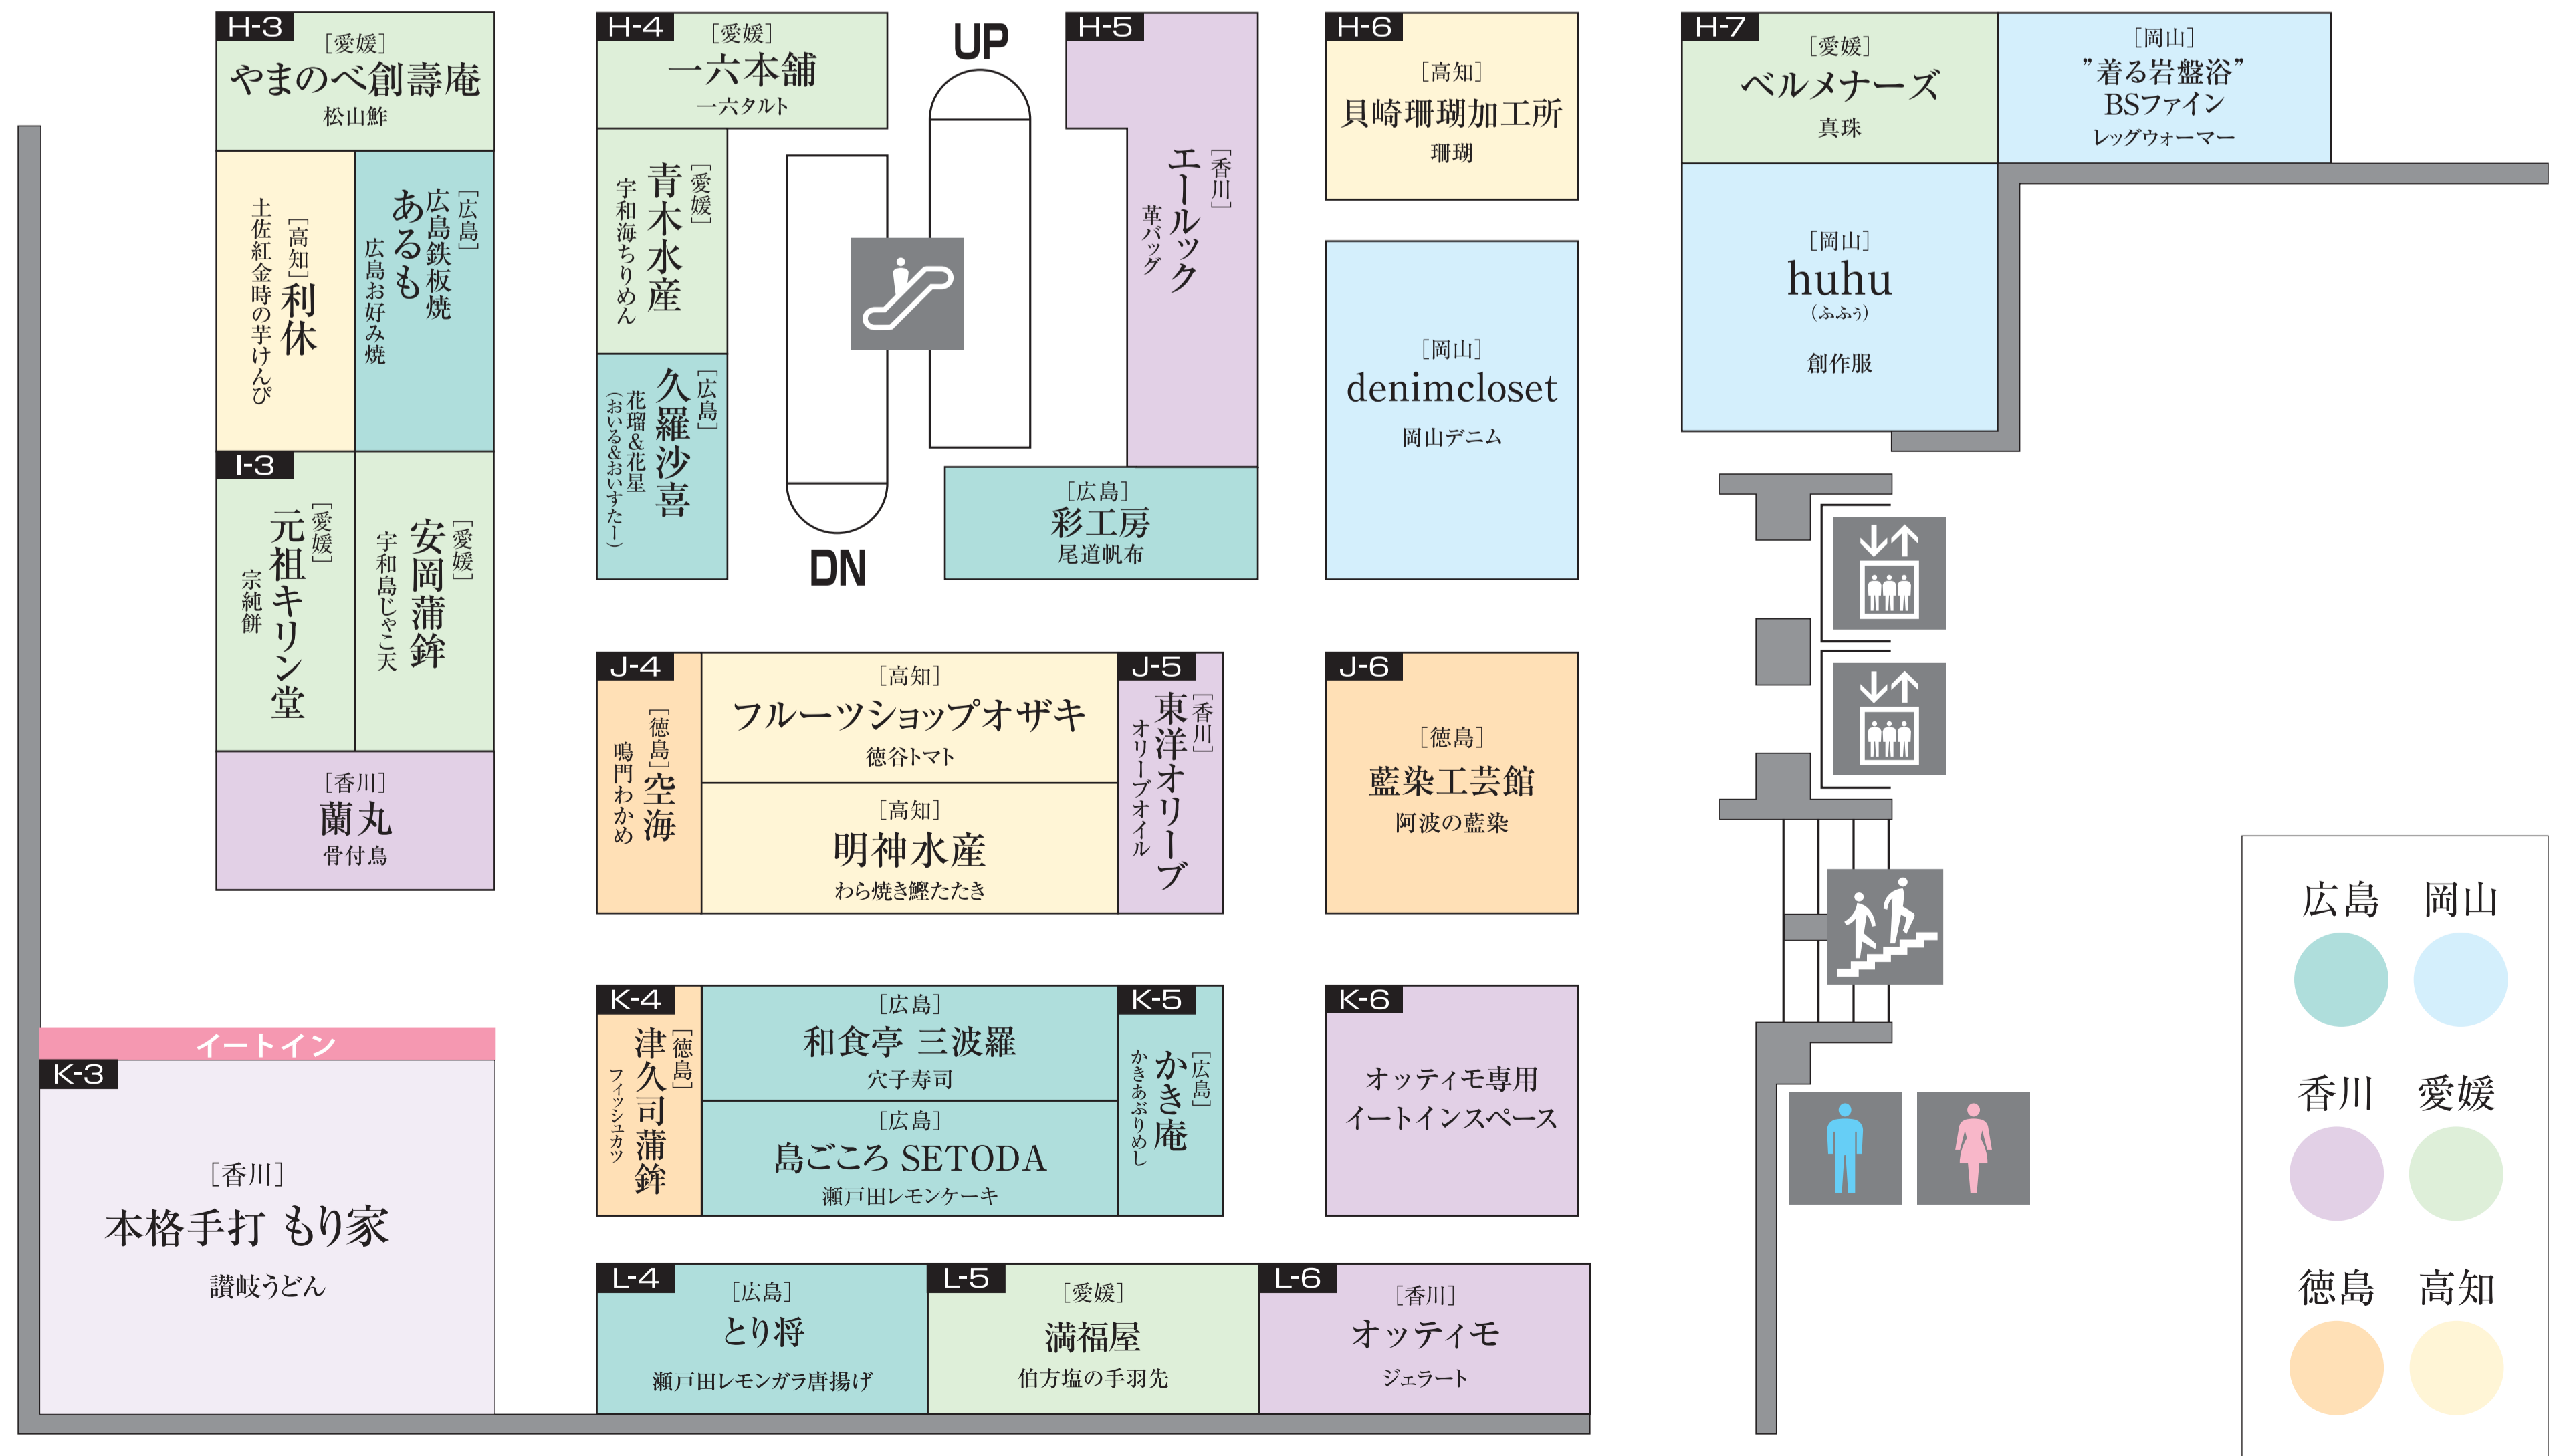 H-3
［愛媛］
やまのべ創壽庵
松山鮓
［高知］利休
土佐紅金時の芋けんぴ
［広島］
広島鉄板焼
あるも
広島お好み焼
I-3
［愛媛］
元祖キリン堂
宗純餅
［愛媛］
安岡蒲鉾
宇和島じゃこ天
［香川］
蘭丸
骨付鳥
イートイン
K-3
［香川］
本格手打 もり家
讃岐うどん
H-4
［愛媛］
一六本舗
一六タルト
［愛媛］
青木水産
宇和海ちりめん
［広島］
久羅沙喜
花瑠&花星
（おいる&おいすたー）
UP
DN
H-5
［香川］
エールック
革バッグ
［広島］
彩工房
尾道帆布
H-6
［高知］
貝崎珊瑚加工所
珊瑚
［岡山］
denimcloset
岡山デニム
H-7
［愛媛］
ベルメナーズ
真珠
［岡山］
”着る岩盤浴”
BSファイン
レッグウォーマー
［岡山］
huhu
（ふふぅ）
創作服
J-4
［徳島］空海
鳴門わかめ
［高知］
フルーツショップオザキ
徳谷トマト
［高知］
明神水産
わら焼き鰹たたき
J-5
［香川］
東洋オリーブ
オリーブオイル
J-6
［徳島］
藍染工芸館
阿波の藍染
K-4
［徳島］
津久司蒲鉾
フィッシュカツ
［広島］
和食亭 三波羅
穴子寿司
［広島］
島ごころ SETODA
瀬戸田レモンケーキ
K-5
［広島］
かき庵
かきあぶりめし
K-6
オッティモ専用
イートインスペース
L-4
［広島］
とり将
瀬戸田レモンガラ唐揚げ
L-5
［愛媛］
満福屋
伯方塩の手羽先
L-6
［香川］
オッティモ
ジェラート
広島 岡山
香川 愛媛
徳島 高知